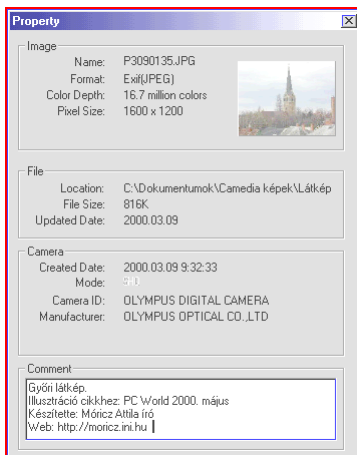 Property
Image
Name: P3090135.JPG
Format: Exif(JPEG)
Color Depth: 16.7 million colors
Pixel Size: 1600 x 1200
File
Location: C:\Dokumentumok\Camedia képek\Látkép
File Size: 816K
Updated Date: 2000.03.09
Camera
Created Date: 2000.03.09 9:32:33
Mode:
Camera ID: OLYMPUS DIGITAL CAMERA
Manufacturer: OLYMPUS OPTICAL CO.,LTD
Comment
Győri látkép.
Illusztráció cikkhez: PC World 2000. május
Készítette: Móricz Attila író
Web: http://moricz.ini.hu